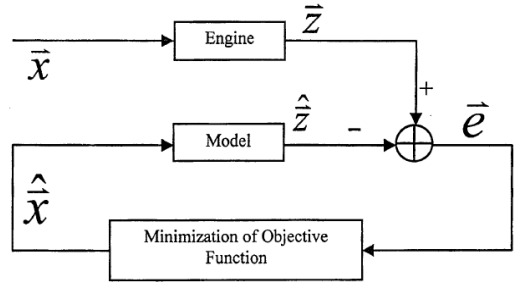 Engine
z⃗
x⃗
+
Model
ẑ⃗
-
e⃗
x̂⃗
Minimization of Objective
Function